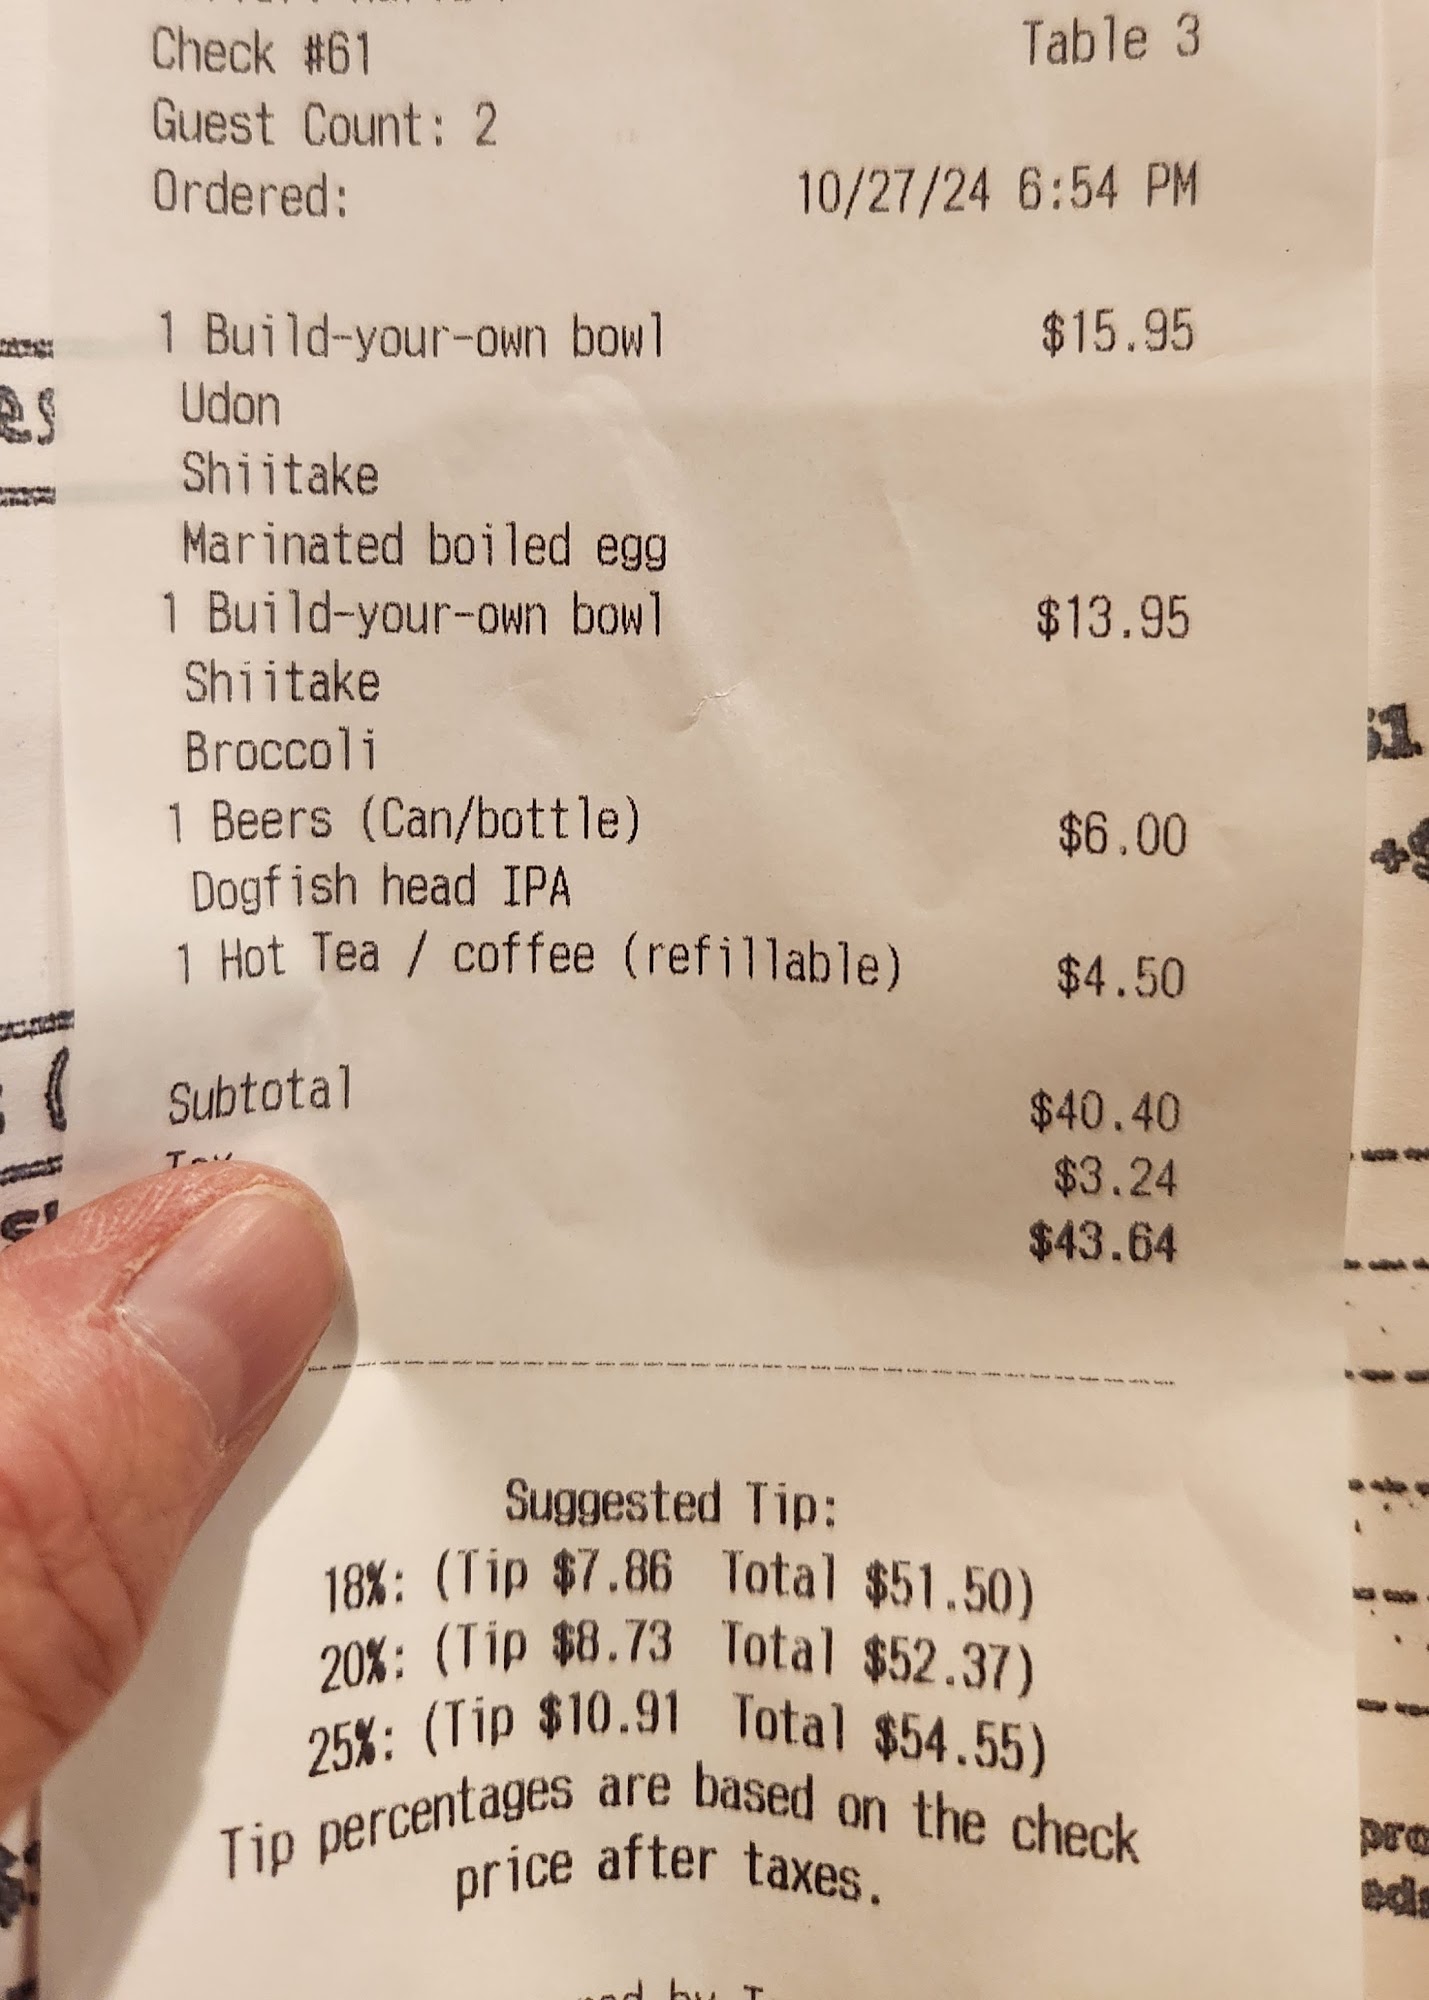 Check #61 Table 3
Guest Count: 2
Ordered: 10/27/24 6:54 PM
1 Build-your-own bowl $15.95
Udon
Shiitake
Marinated boiled egg
1 Build-your-own bowl $13.95
Shiitake
Broccoli
1 Beers (Can/bottle) $6.00
Dogfish head IPA
1 Hot Tea / coffee (refillable) $4.50
Subtotal $40.40
Tax $3.24
$43.64
Suggested Tip:
18%: (Tip $7.86 Total $51.50)
20%: (Tip $8.73 Total $52.37)
25%: (Tip $10.91 Total $54.55)
Tip percentages are based on the check
price after taxes.